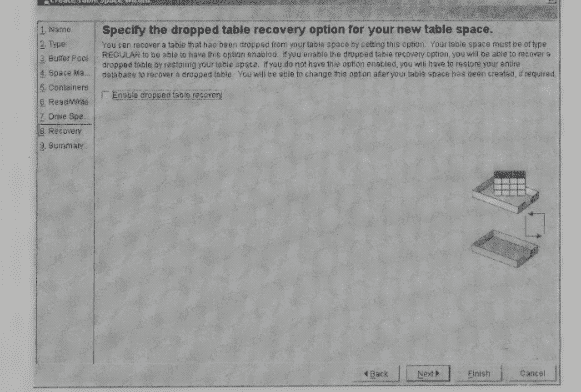 Create Table Space Wizard
1. Name
2. Type
3. Buffer Pool
4. Space Ma...
5. Containers
6. Read/Write
7. Drive Spe...
8. Recovery
9. Summary
Specify the dropped table recovery option for your new table space.
You can recover a table that has been dropped from your table space by setting this option. Your table space must be of type
REGULAR to be able to have this option enabled. If you enable the dropped table recovery option, you will be able to recover a
dropped table by restoring your table space. If you do not have this option enabled, you will have to restore your entire
database to recover a dropped table. You will be able to change this option after your table space has been created, if required.
Enable dropped table recovery
Back
Next
Finish
Cancel